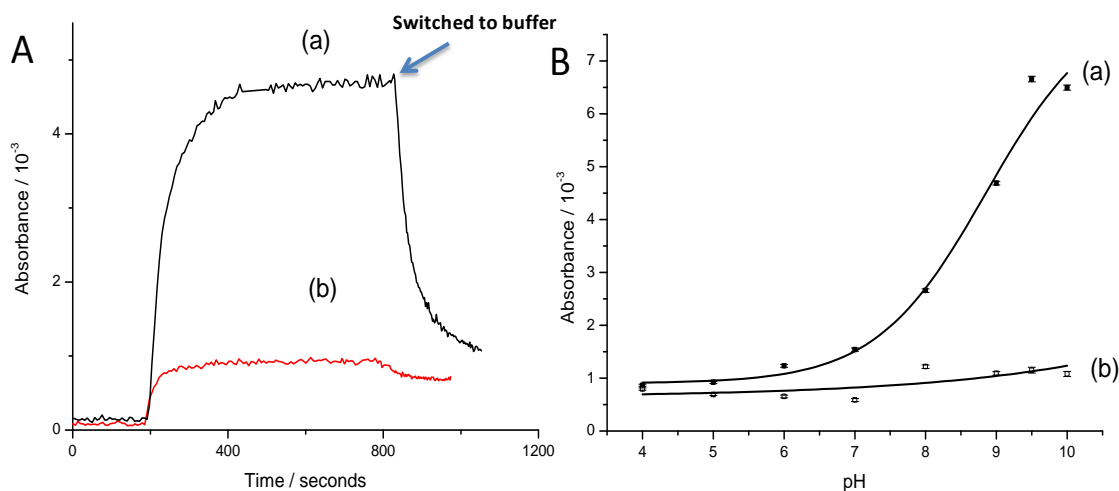 A
(a)
Switched to buffer
(b)
4
2
0
0
400
800
1200
Absorbance / 10⁻³
Time / seconds
B
(a)
(b)
7
6
5
4
3
2
1
0
4
5
6
7
8
9
10
Absorbance / 10⁻³
pH